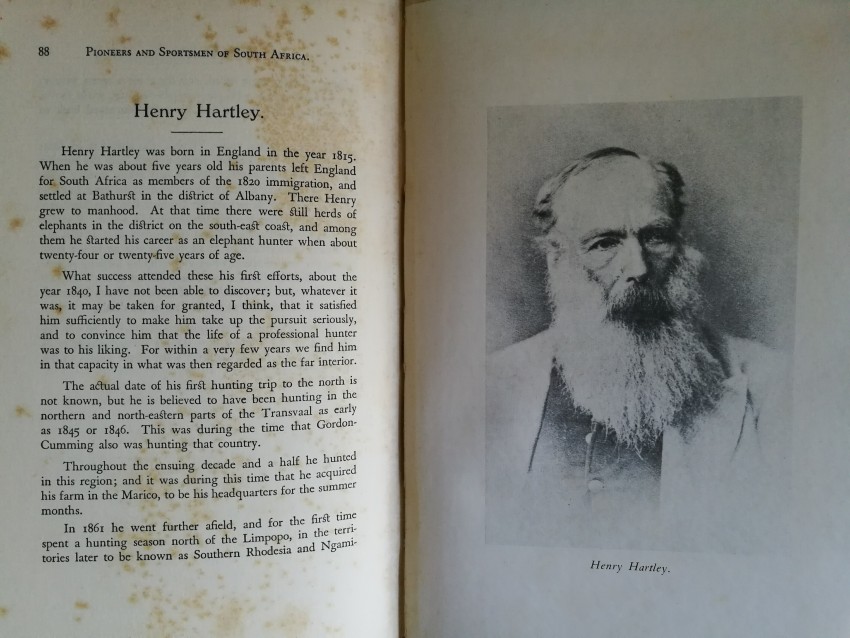 88 PIONEERS AND SPORTSMEN OF SOUTH AFRICA.
Henry Hartley.
Henry Hartley was born in England in the year 1815.
When he was about five years old his parents left England
for South Africa as members of the 1820 immigration, and
settled at Bathurst in the district of Albany. There Henry
grew to manhood. At that time there were still herds of
elephants in the district on the south-east coast, and among
them he started his career as an elephant hunter when about
twenty-four or twenty-five years of age.
What success attended these his first efforts, about the
year 1840, I have not been able to discover; but, whatever it
was, it may be taken for granted, I think, that it satisfied
him sufficiently to make him take up the pursuit seriously,
and to convince him that the life of a professional hunter
was to his liking. For within a very few years we find him
in that capacity in what was then regarded as the far interior.
The actual date of his first hunting trip to the north is
not known, but he is believed to have been hunting in the
northern and north-eastern parts of the Transvaal as early
as 1845 or 1846. This was during the time that Gordon-
Cumming also was hunting that country.
Throughout the ensuing decade and a half he hunted
in this region; and it was during this time that he acquired
his farm in the Marico, to be his headquarters for the summer
months.
In 1861 he went further afield, and for the first time
spent a hunting season north of the Limpopo, in the terri-
tories later to be known as Southern Rhodesia and Ngami-
Henry Hartley.